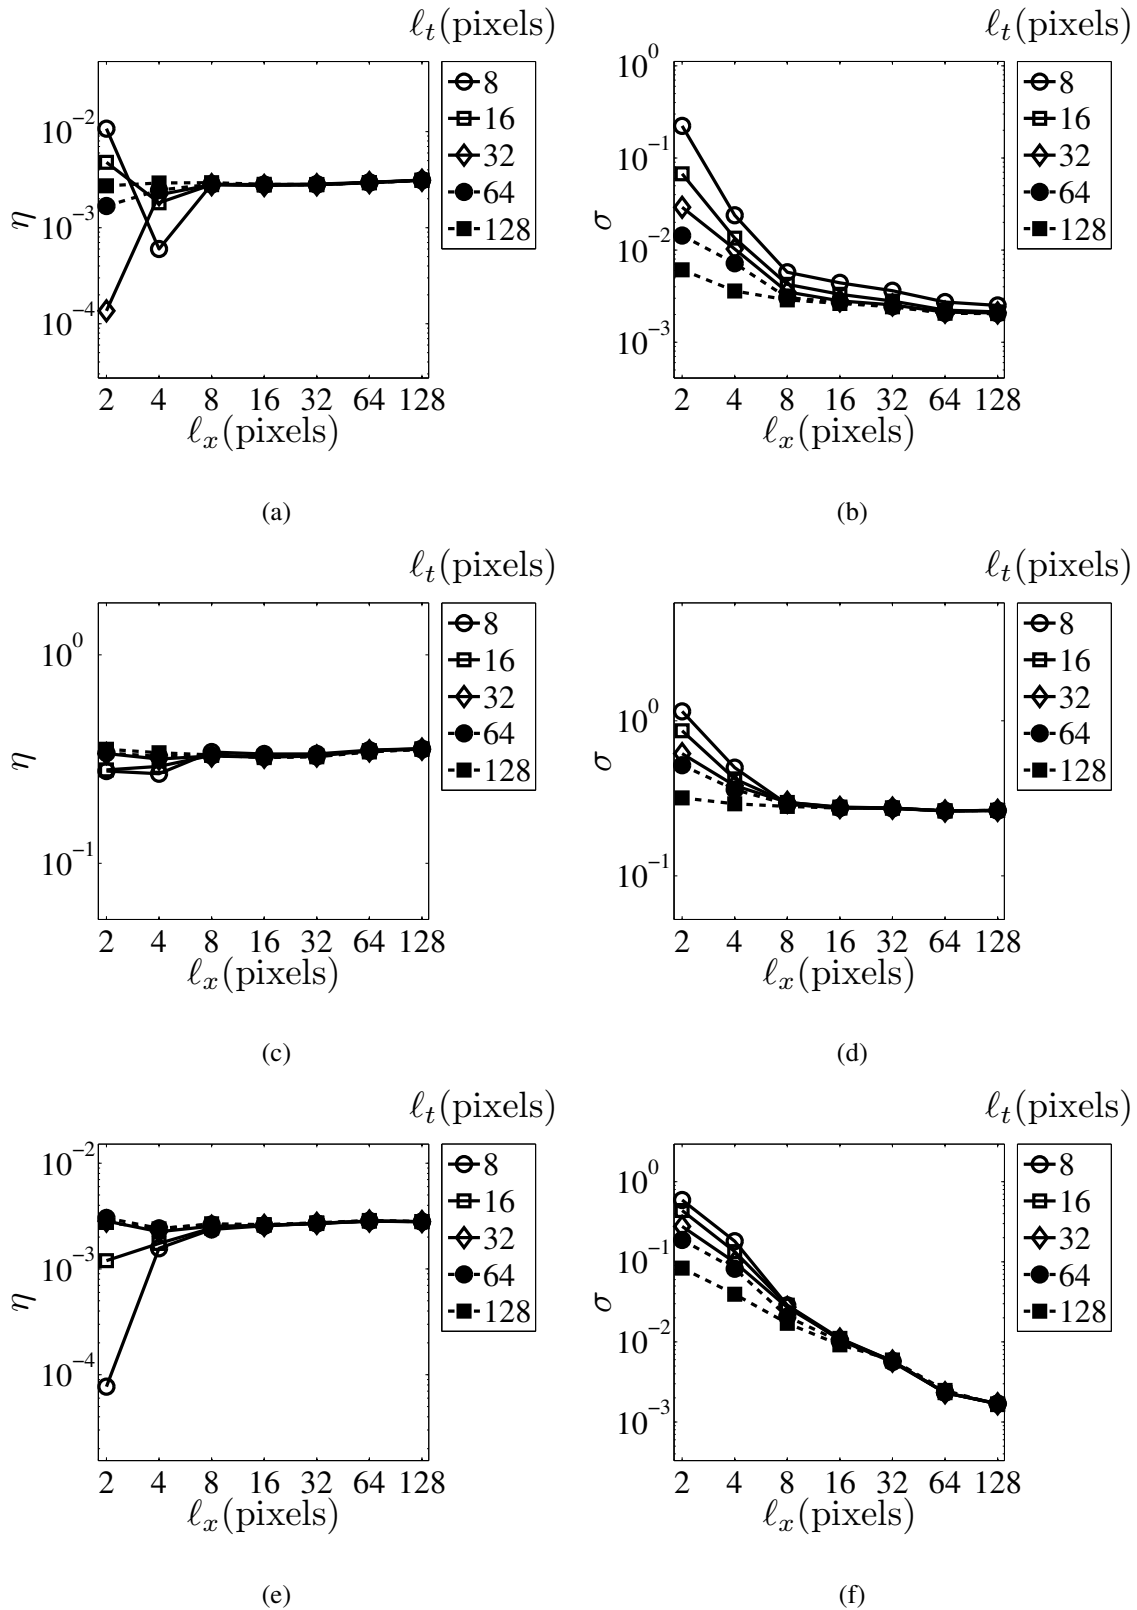 ℓt(pixels)
8
16
32
64
128
10^−2
10^−3
10^−4
η
2 4 8 16 32 64 128
ℓx(pixels)
(a)
ℓt(pixels)
8
16
32
64
128
10^0
10^−1
10^−2
10^−3
σ
2 4 8 16 32 64 128
ℓx(pixels)
(b)
ℓt(pixels)
8
16
32
64
128
10^0
10^−1
η
2 4 8 16 32 64 128
ℓx(pixels)
(c)
ℓt(pixels)
8
16
32
64
128
10^0
10^−1
σ
2 4 8 16 32 64 128
ℓx(pixels)
(d)
ℓt(pixels)
8
16
32
64
128
10^−2
10^−3
10^−4
η
2 4 8 16 32 64 128
ℓx(pixels)
(e)
ℓt(pixels)
8
16
32
64
128
10^0
10^−1
10^−2
10^−3
σ
2 4 8 16 32 64 128
ℓx(pixels)
(f)